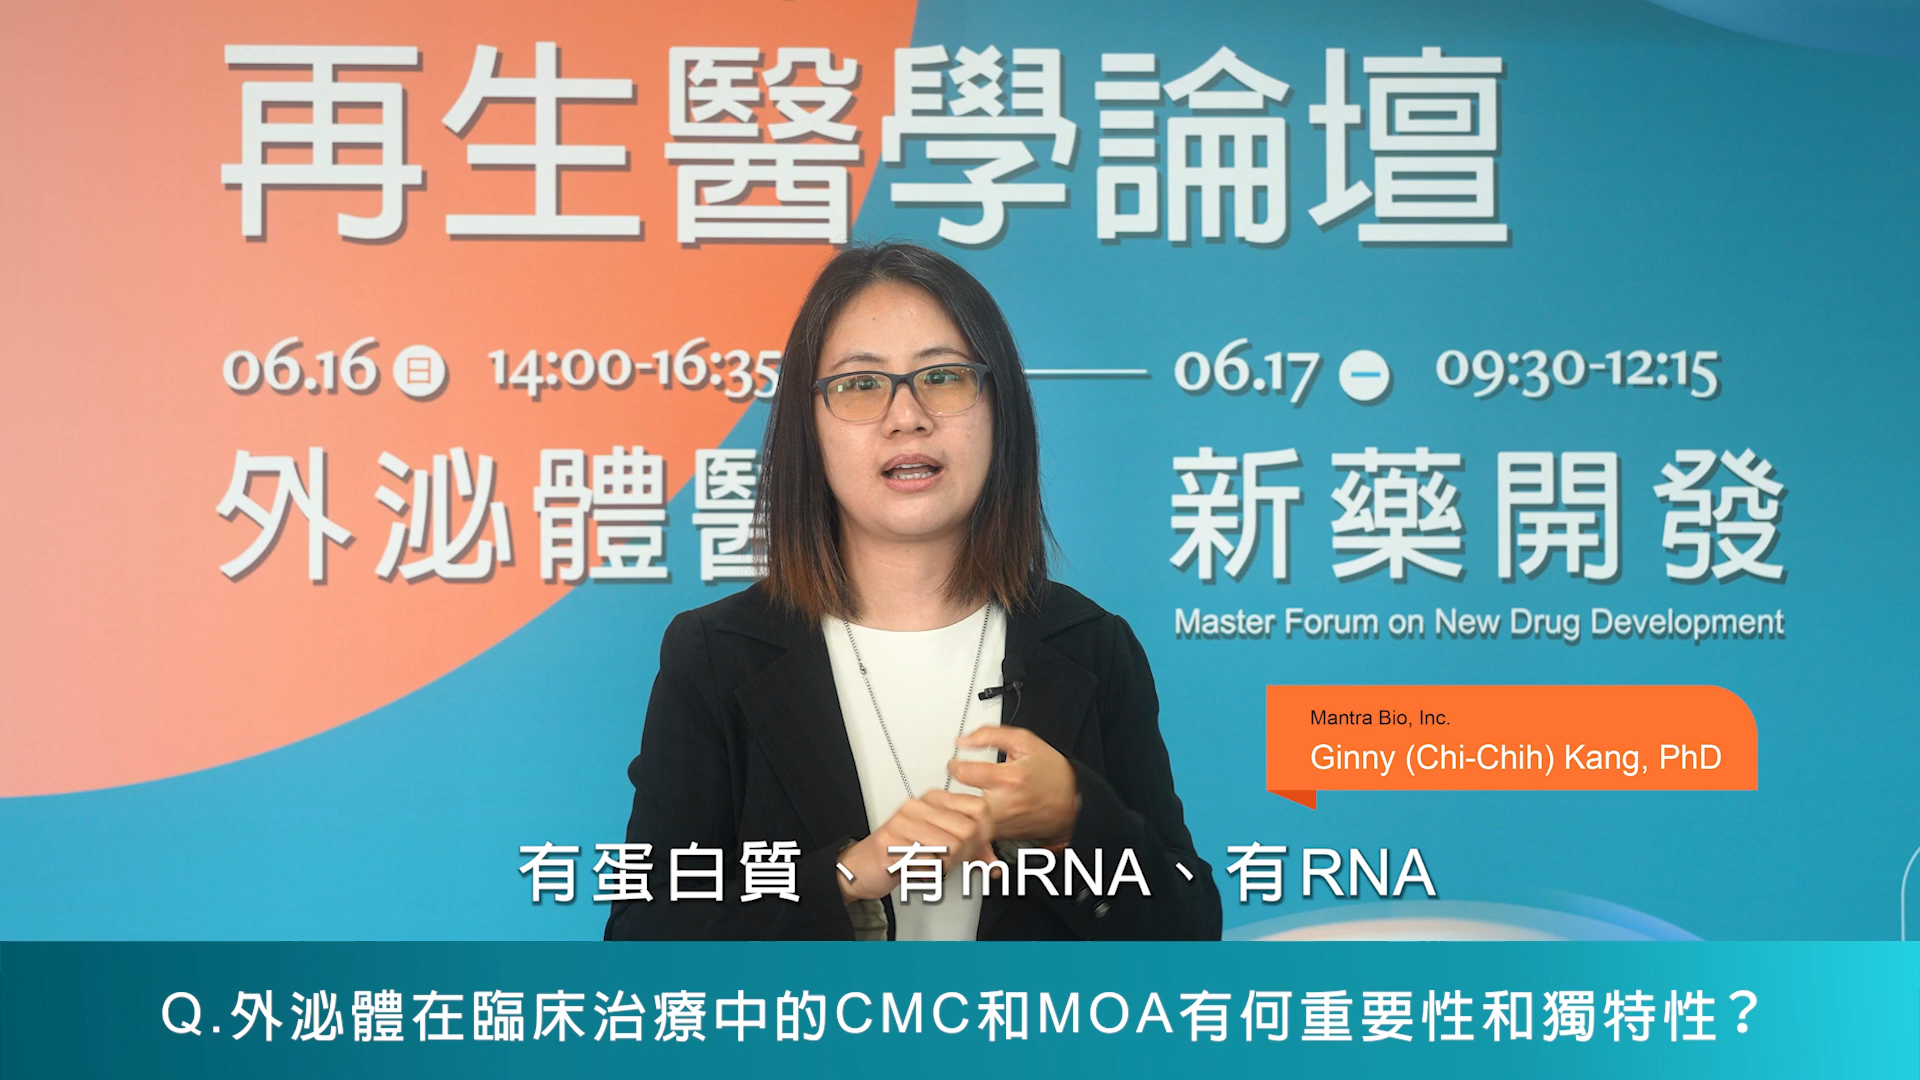 再生醫學論壇
06.16 日 14:00-16:35
06.17 一 09:30-12:15
外泌體醫
新藥開發
Master Forum on New Drug Development
Mantra Bio, Inc.
Ginny (Chi-Chih) Kang, PhD
有蛋白質、有mRNA、有RNA
Q.外泌體在臨床治療中的CMC和MOA有何重要性和獨特性？